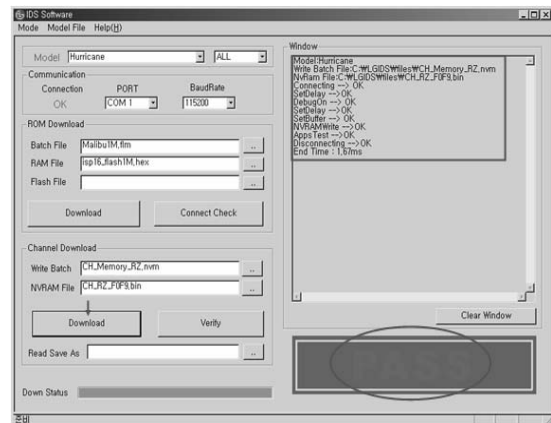 IDS Software
Mode Model File Help(H)
Model Hurricane ALL
Communication
Connection PORT BaudRate
OK COM 1 115200
ROM Download
Batch File Malibu1M,flm
RAM File isp16_flash1M,hex
Flash File
Download Connect Check
Channel Download
Write Batch CH_Memory_RZ,nvm
NVRAM File CH_RZ_F0F9,bin
Download Verify
Read Save As
Down Status
Window
Model:Hurricane
Write Batch File:C:₩LGIDS₩files₩CH_Memory_RZ,nvm
NvRam File:C:₩LGIDS₩files₩CH_RZ_F0F9,bin
Connecting --> OK
SetDelay -->OK
DebugOn --> OK
SetDelay -->OK
SetBuffer --> OK
NVRAMWrite --> OK
AppsTest --> OK
Disconnecting -->OK
End Time : 1,67ms
Clear Window
PASS